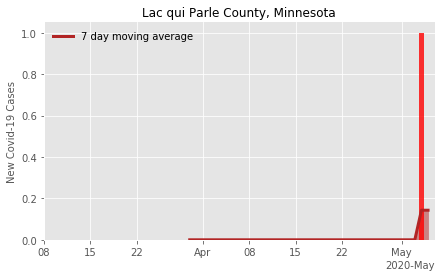 Lac qui Parle County, Minnesota
7 day moving average
New Covid-19 Cases
1.0
0.8
0.6
0.4
0.2
0.0
08 15 22 Apr 08 15 22 May
2020-May